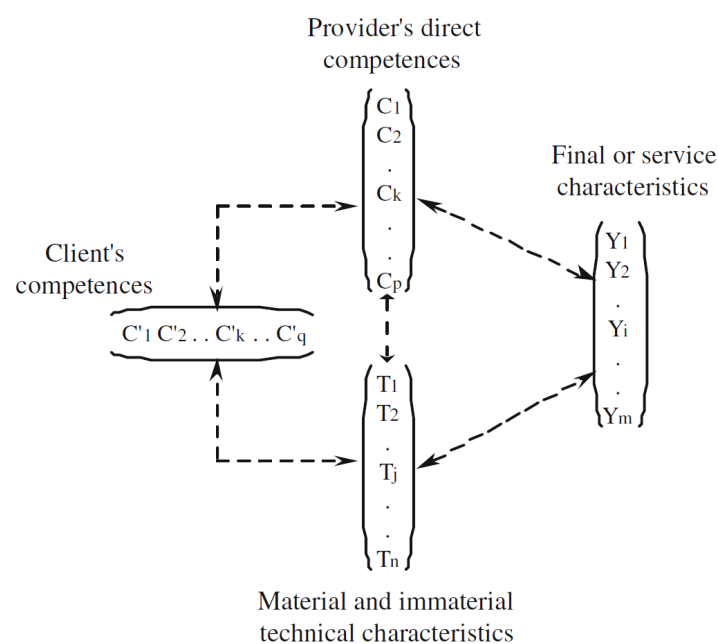 Provider's direct
competences
C1
C2
.
Ck
.
.
Cp
Final or service
characteristics
Y1
Y2
.
Yi
.
.
Ym
Client's
competences
C'1 C'2 . . C'k . . C'q
T1
T2
.
Tj
.
.
Tn
Material and immaterial
technical characteristics